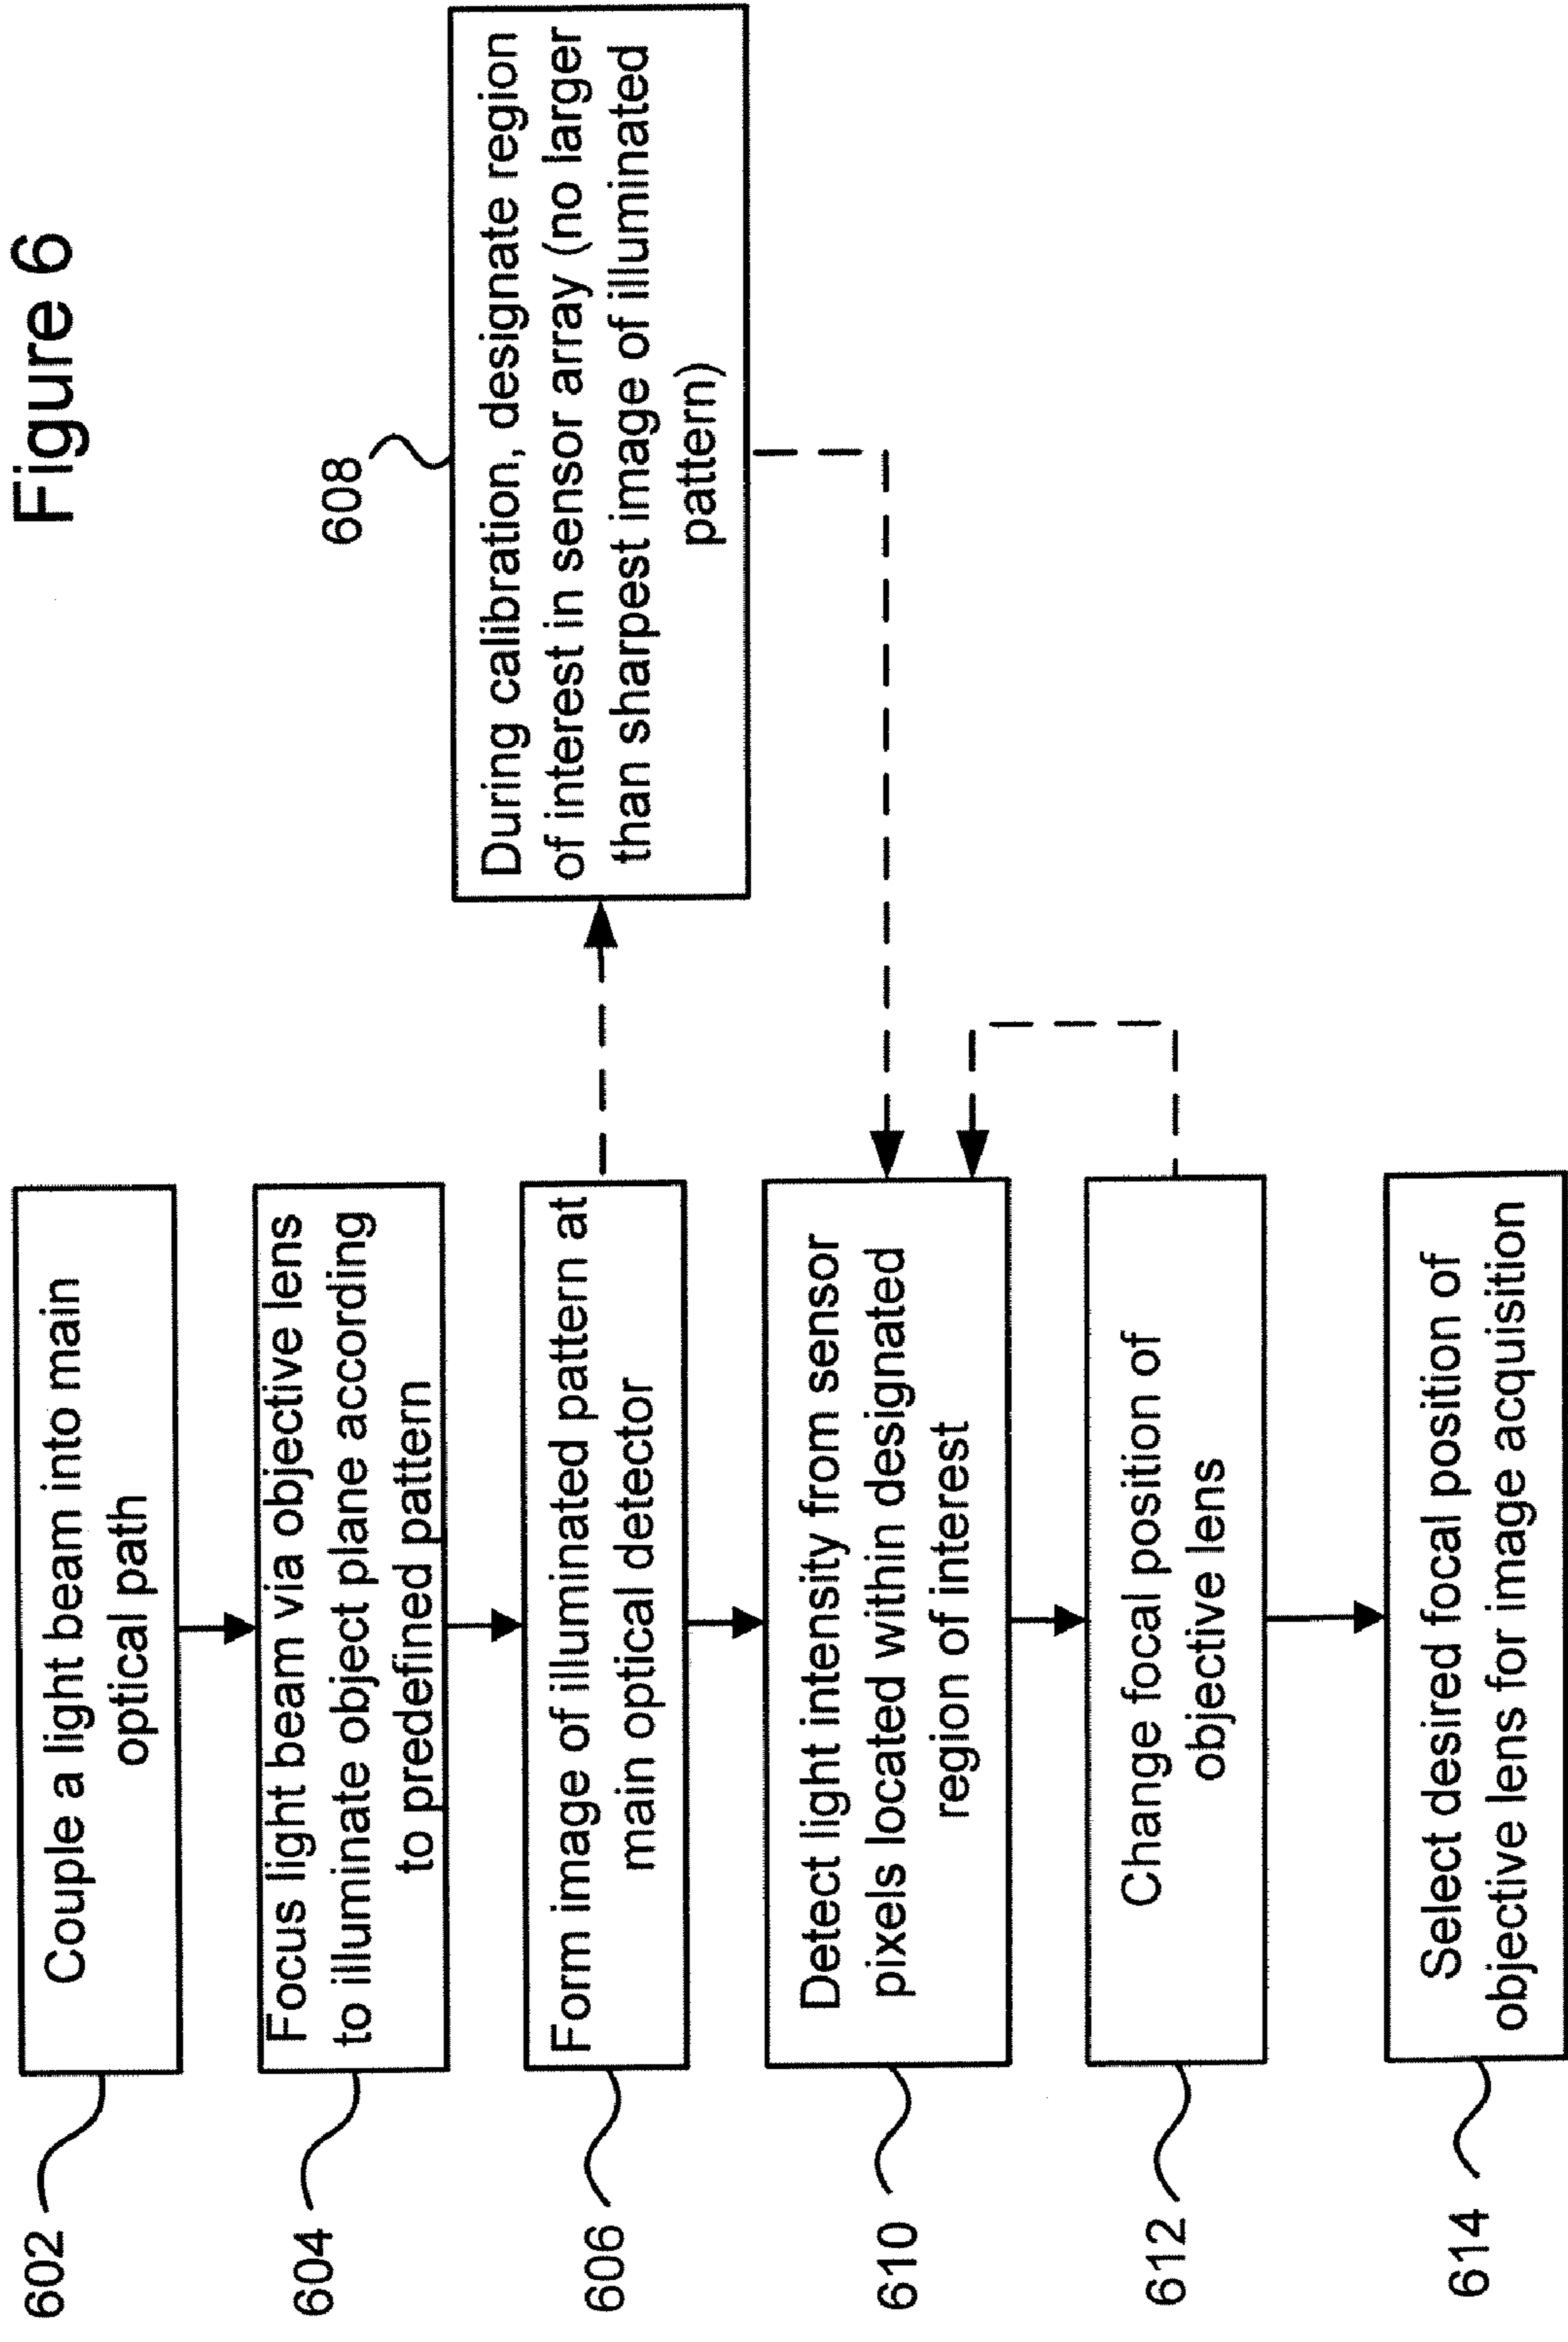 Figure 6
602
Couple a light beam into main
optical path
604
Focus light beam via objective lens
to illuminate object plane according
to predefined pattern
606
Form image of illuminated pattern at
main optical detector
608
During calibration, designate region
of interest in sensor array (no larger
than sharpest image of illuminated
pattern)
610
Detect light intensity from sensor
pixels located within designated
region of interest
612
Change focal position of
objective lens
614
Select desired focal position of
objective lens for image acquisition